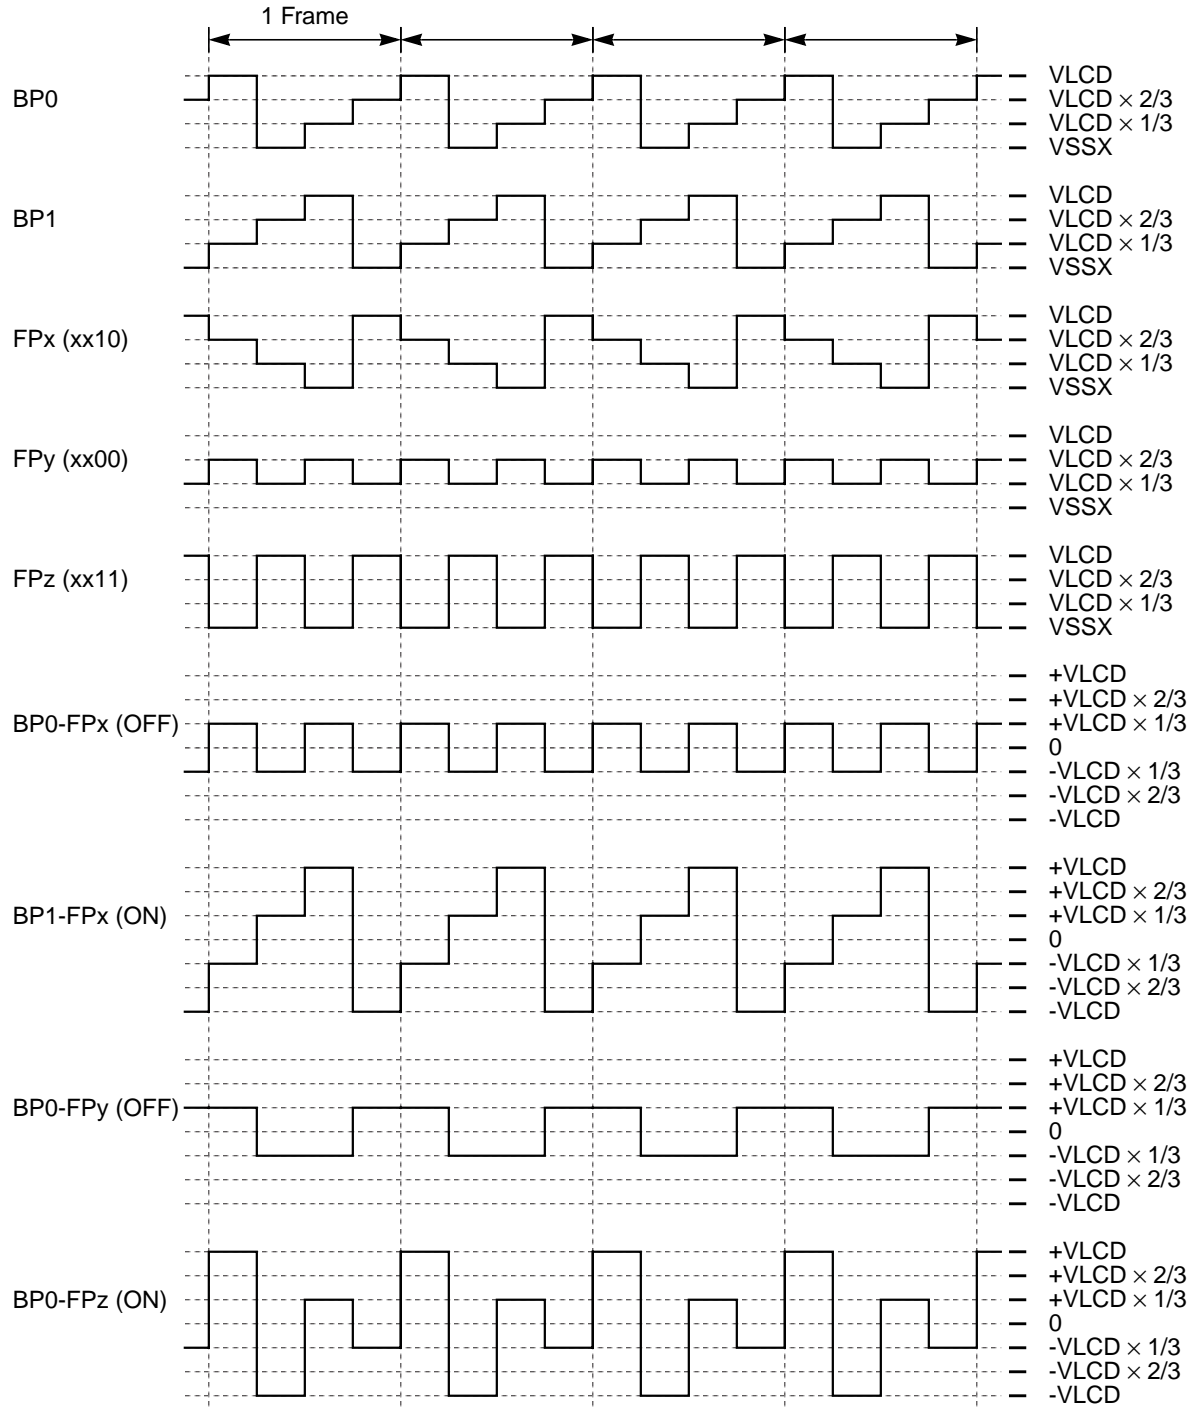 1 Frame
BP0
VLCD
VLCD × 2/3
VLCD × 1/3
VSSX
BP1
VLCD
VLCD × 2/3
VLCD × 1/3
VSSX
FPx (xx10)
VLCD
VLCD × 2/3
VLCD × 1/3
VSSX
FPy (xx00)
VLCD
VLCD × 2/3
VLCD × 1/3
VSSX
FPz (xx11)
VLCD
VLCD × 2/3
VLCD × 1/3
VSSX
BP0-FPx (OFF)
+VLCD
+VLCD × 2/3
+VLCD × 1/3
0
-VLCD × 1/3
-VLCD × 2/3
-VLCD
BP1-FPx (ON)
+VLCD
+VLCD × 2/3
+VLCD × 1/3
0
-VLCD × 1/3
-VLCD × 2/3
-VLCD
BP0-FPy (OFF)
+VLCD
+VLCD × 2/3
+VLCD × 1/3
0
-VLCD × 1/3
-VLCD × 2/3
-VLCD
BP0-FPz (ON)
+VLCD
+VLCD × 2/3
+VLCD × 1/3
0
-VLCD × 1/3
-VLCD × 2/3
-VLCD